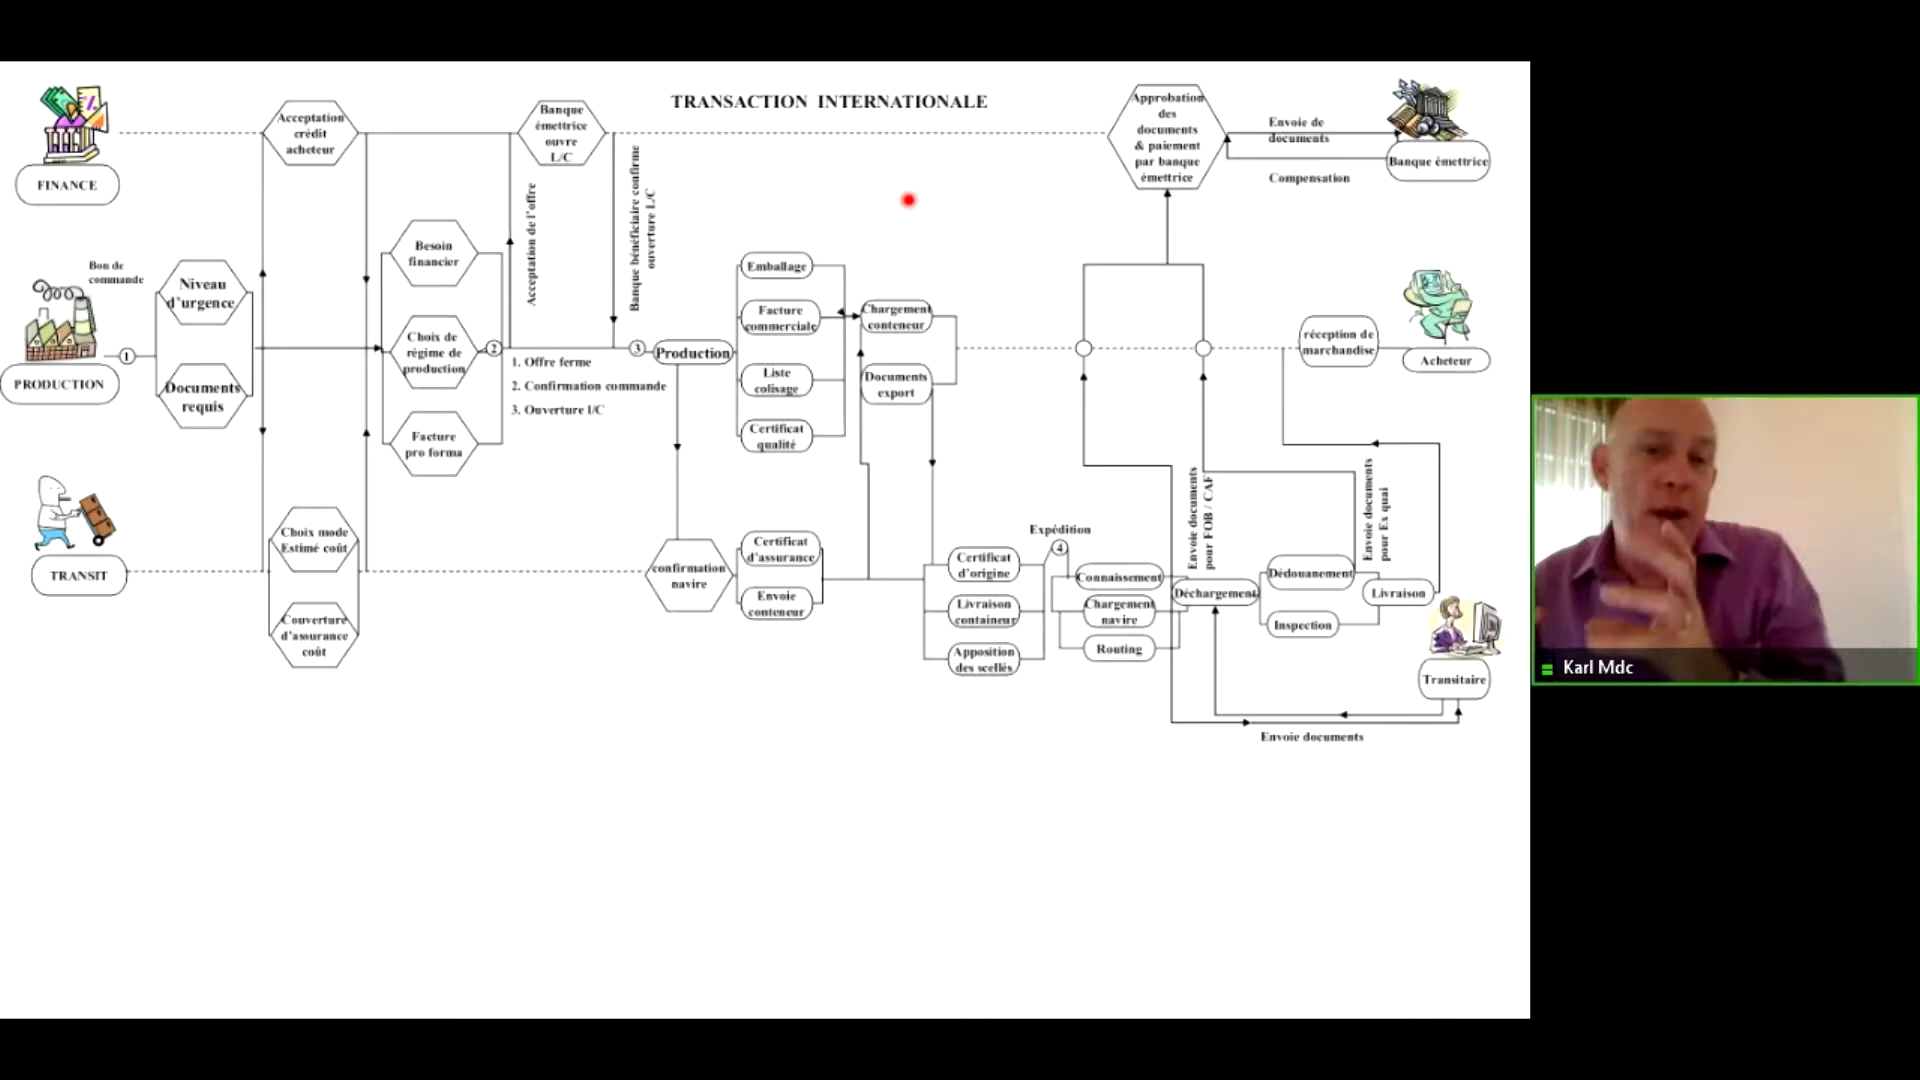 TRANSACTION INTERNATIONALE
FINANCE
Acceptation
crédit
acheteur
Banque
émettrice
ouvre
L/C
Approbation
des
documents
& paiement
par banque
émettrice
Envoie de
documents
Compensation
Banque émettrice
Acceptation de l'offre
Banque bénéficiaire confirme
ouverture L/C
Bon de
commande
PRODUCTION
1
Niveau
d'urgence
Documents
requis
Besoin
financier
Choix de
régime de
production
Facture
pro forma
2
1. Offre ferme
2. Confirmation commande
3. Ouverture l/C
3
Production
Emballage
Facture
commerciale
Liste
colisage
Certificat
qualité
Chargement
conteneur
Documents
export
réception de
marchandise
Acheteur
TRANSIT
Choix mode
Estimé coût
Couverture
d'assurance
coût
confirmation
navire
Certificat
d'assurance
Envoie
conteneur
Certificat
d'origine
Livraison
containeur
Apposition
des scellés
Expédition
4
Connaissement
Chargement
navire
Routing
Envoie documents
pour FOB / CAF
Déchargement
Dédouanement
Inspection
Envoie documents
pour Ex quai
Livraison
Transitaire
Envoie documents
Karl Mdc